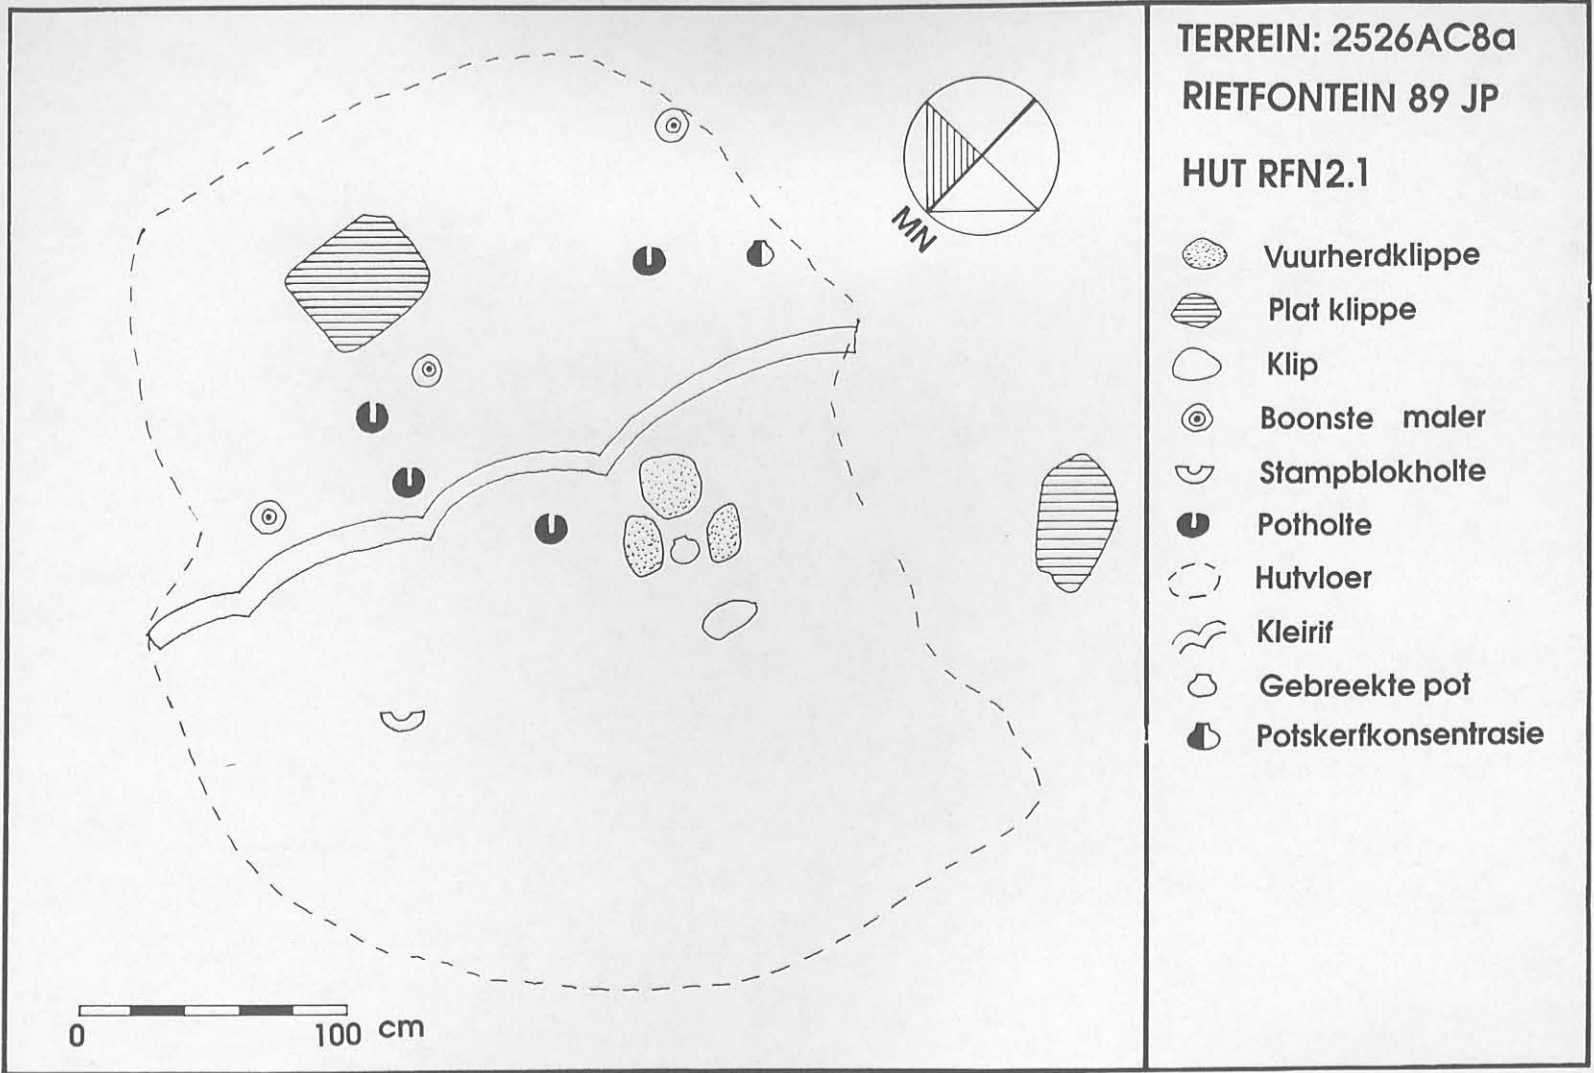 TERREIN: 2526AC8a
RIETFONTEIN 89 JP
HUT RFN2.1
MN
Vuurherdklippe
Plat klippe
Klip
Boonste maler
Stampblokholte
Potholte
Hutvloer
Kleirif
Gebreekte pot
Potskerfkonsentrasie
0 100 cm